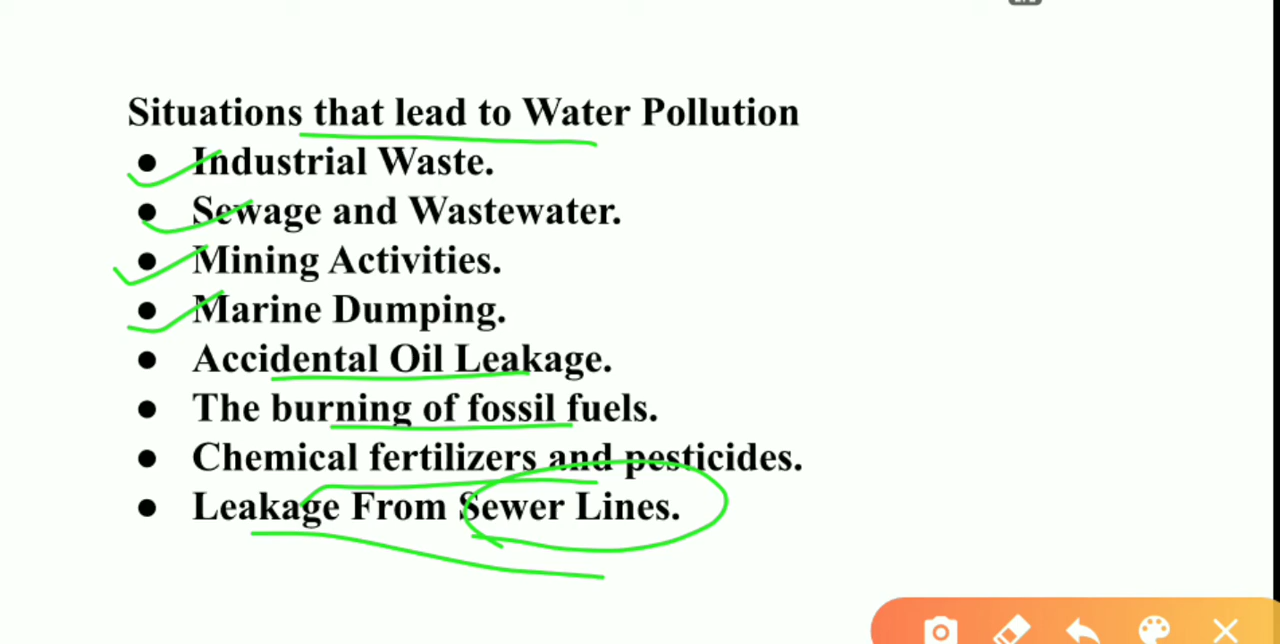 Situations that lead to Water Pollution
● Industrial Waste.
● Sewage and Wastewater.
● Mining Activities.
● Marine Dumping.
● Accidental Oil Leakage.
● The burning of fossil fuels.
● Chemical fertilizers and pesticides.
● Leakage From Sewer Lines.